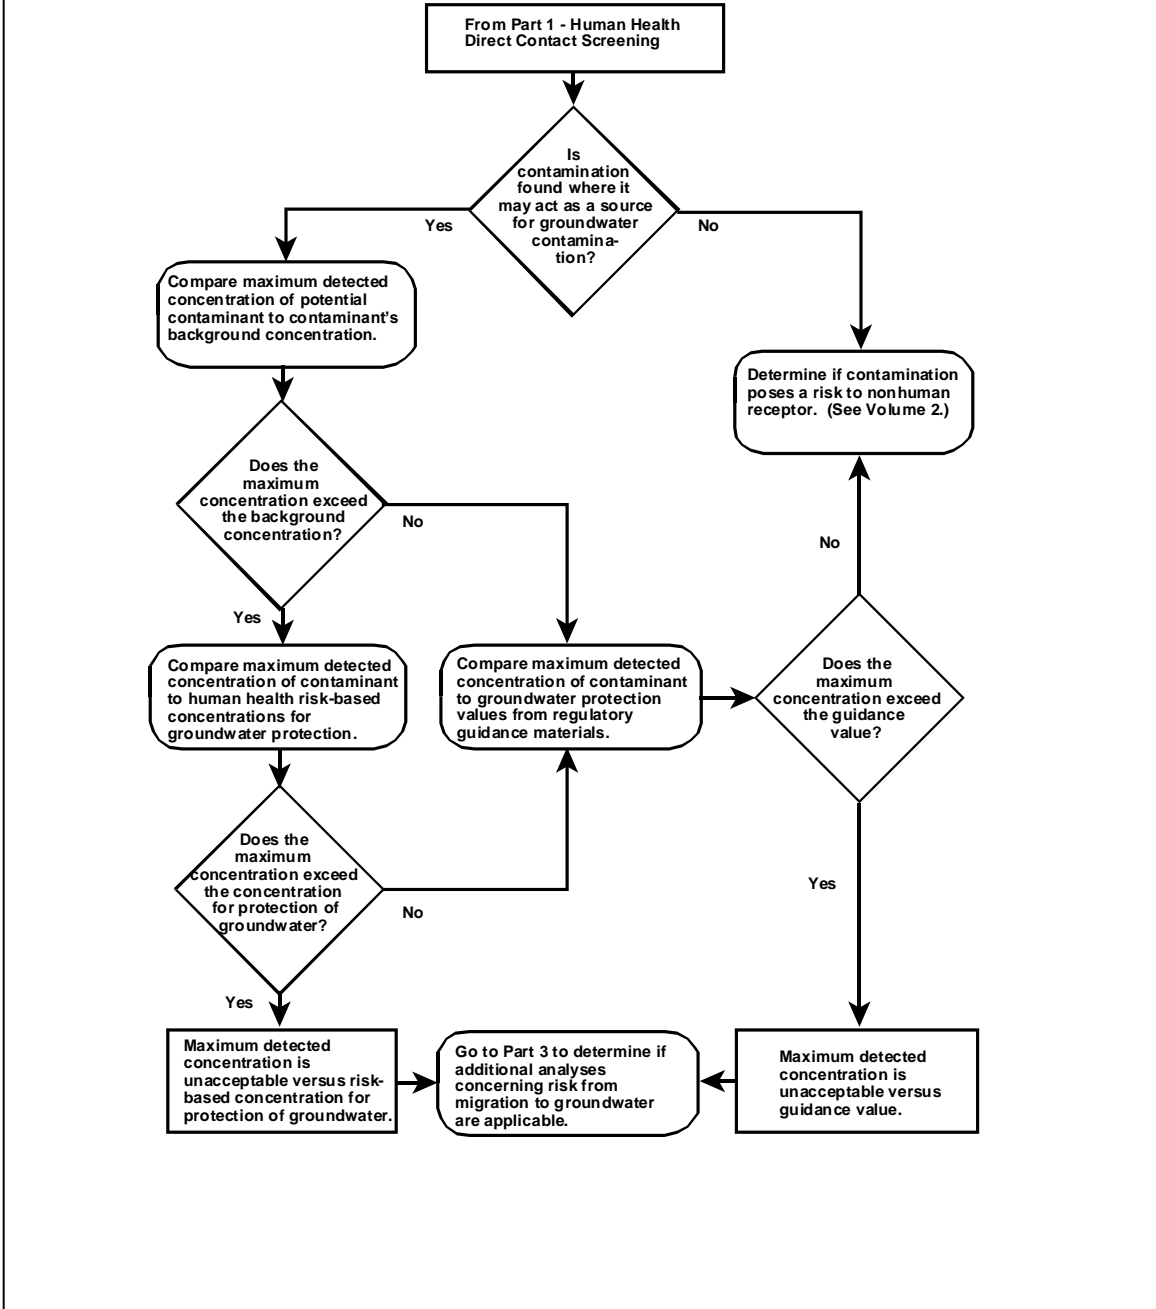 From Part 1 - Human Health
Direct Contact Screening
Is
contamination
found where it
may act as a source
for groundwater
contamina-
tion?
Yes
No
Compare maximum detected
concentration of potential
contaminant to contaminant's
background concentration.
Determine if contamination
poses a risk to nonhuman
receptor. (See Volume 2.)
Does the
maximum
concentration exceed
the background
concentration?
No
No
Yes
Compare maximum detected
concentration of contaminant
to human health risk-based
concentrations for
groundwater protection.
Compare maximum detected
concentration of contaminant
to groundwater protection
values from regulatory
guidance materials.
Does the
maximum
concentration exceed
the guidance
value?
Does the
maximum
concentration exceed
the concentration
for protection of
groundwater?
No
Yes
Yes
Maximum detected
concentration is
unacceptable versus risk-
based concentration for
protection of groundwater.
Go to Part 3 to determine if
additional analyses
concerning risk from
migration to groundwater
are applicable.
Maximum detected
concentration is
unacceptable versus
guidance value.